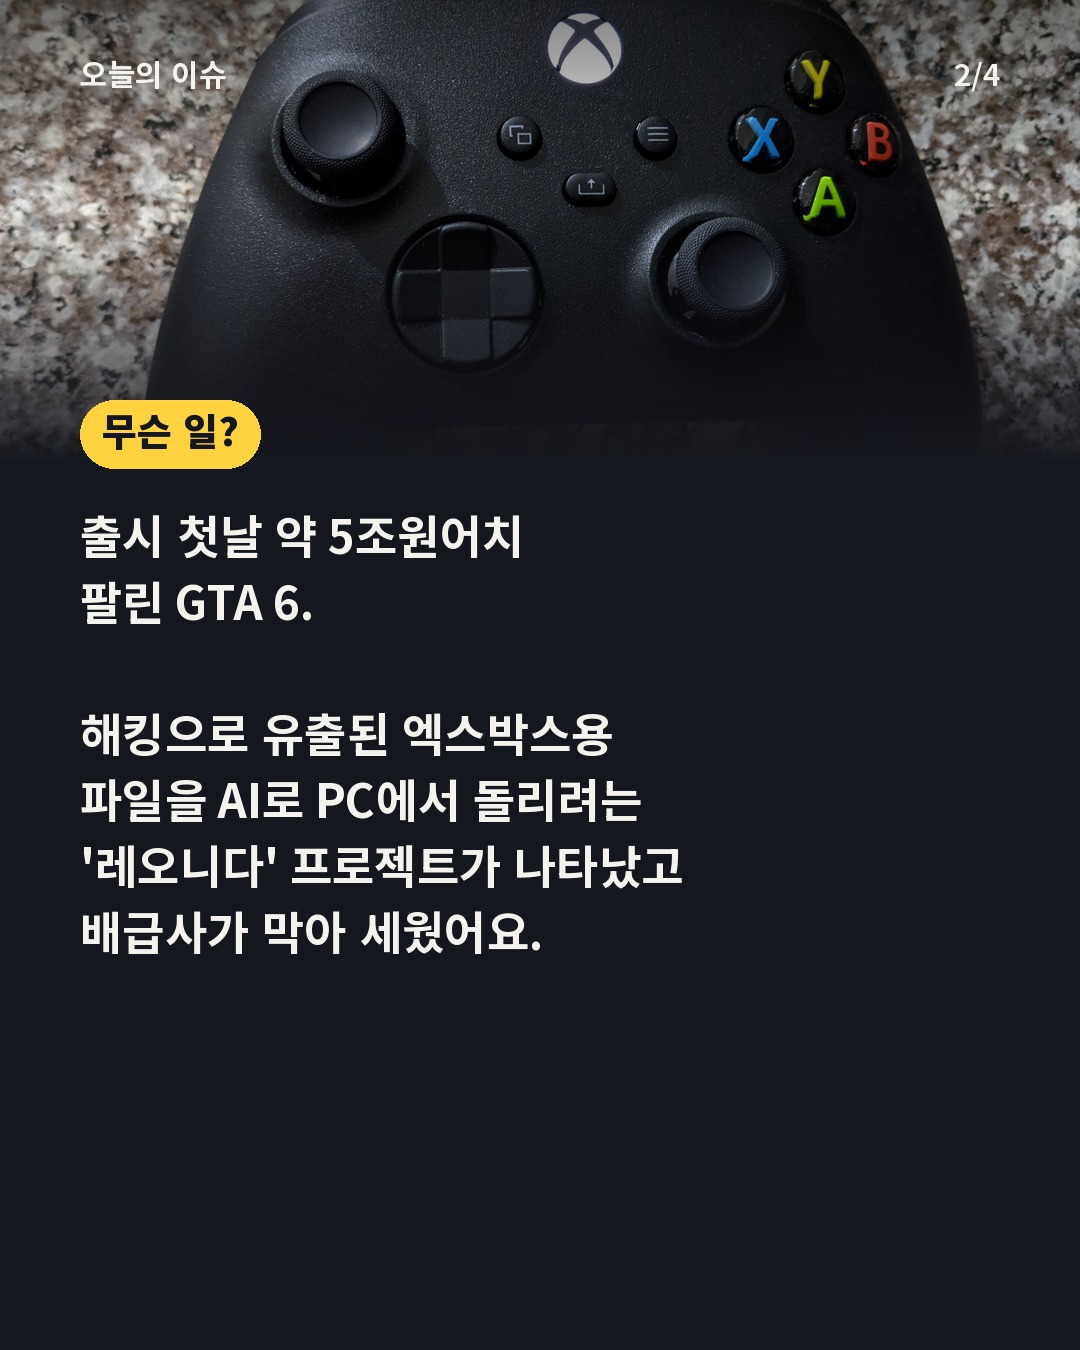 오늘의 이슈
2/4
Y
X
B
A
무슨 일?
출시 첫날 약 5조원어치
팔린 GTA 6.
해킹으로 유출된 엑스박스용
파일을 AI로 PC에서 돌리려는
'레오니다' 프로젝트가 나타났고
배급사가 막아 세웠어요.